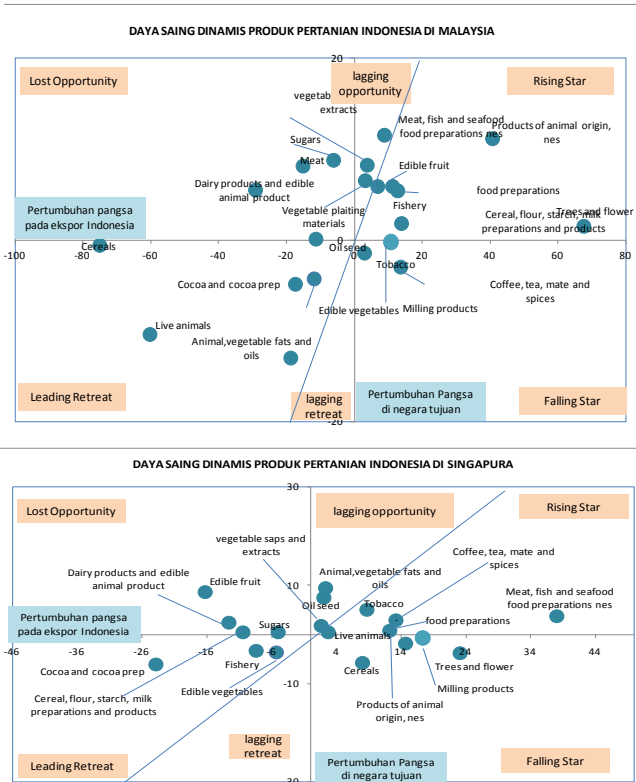 DAYA SAING DINAMIS PRODUK PERTANIAN INDONESIA DI MALAYSIA
20
Lost Opportunity
lagging
opportunity
Rising Star
extracts
Meat, fish and seafood
food preparations nes
Products of animal origin,
nes
Sugars
Meat
Edible fruit
Dairy products and edible
animal product
food preparations
Fishery
Pertumbuhan pangsa
pada ekspor Indonesia
Vegetable plaiting
materials
Cereal, flour, starch, milk
preparations and products
Trees and flower
Oil seed
0
Cereals
-100
-80
-60
-40
-20
0
20
40
60
80
Tobacco
Cocoa and cocoa prep
Coffee, tea, mate and
spices
Edible vegetables
Milling products
Live animals
Animal,vegetable fats and
oils
Leading Retreat
lagging
retreat
Pertumbuhan Pangsa
di negara tujuan
Falling Star
-20
DAYA SAING DINAMIS PRODUK PERTANIAN INDONESIA DI SINGAPURA
30
Lost Opportunity
lagging opportunity
Rising Star
vegetable saps and
extracts
Coffee, tea, mate and
spices
Dairy products and edible
animal product
Edible fruit
10
Animal,vegetable fats and
oils
Meat, fish and seafood
food preparations nes
Oil seed
Tobacco
Pertumbuhan pangsa
pada ekspor Indonesia
Sugars
food preparations
Live animals
-46
-36
-26
-16
-6
14
24
34
44
Cocoa and cocoa prep
Fishery
Cereals
Trees and flower
Cereal, flour, starch, milk
preparations and products
Edible vegetables
-10
Milling products
Products of animal
origin, nes
lagging
retreat
Leading Retreat
Pertumbuhan Pangsa
di negara tujuan
Falling Star
-30